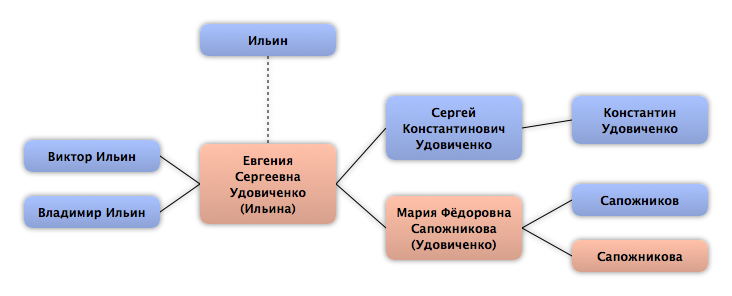 Ильин
Виктор Ильин
Владимир Ильин
Евгения
Сергеевна
Удовиченко
(Ильина)
Сергей
Константинович
Удовиченко
Мария Фёдоровна
Сапожникова
(Удовиченко)
Константин
Удовиченко
Сапожников
Сапожникова